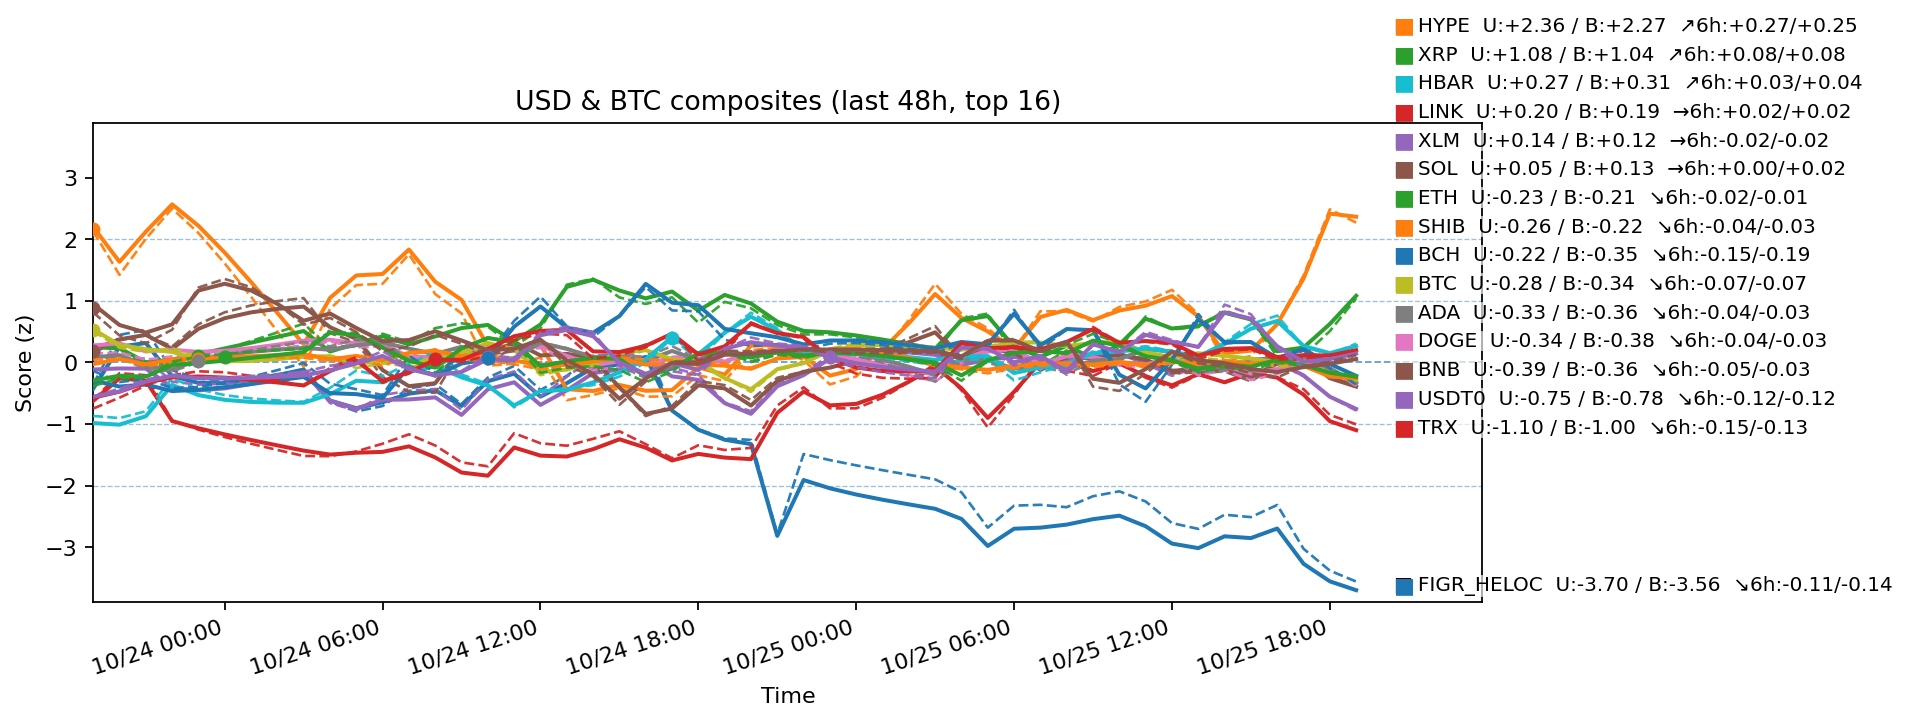 HYPE  U:+2.36 / B:+2.27  ↗6h:+0.27/+0.25
XRP  U:+1.08 / B:+1.04  ↗6h:+0.08/+0.08
HBAR  U:+0.27 / B:+0.31  ↗6h:+0.03/+0.04
USD & BTC composites (last 48h, top 16)
LINK  U:+0.20 / B:+0.19  →6h:+0.02/+0.02
XLM  U:+0.14 / B:+0.12  →6h:-0.02/-0.02
SOL  U:+0.05 / B:+0.13  →6h:+0.00/+0.02
ETH  U:-0.23 / B:-0.21  ↘6h:-0.02/-0.01
SHIB  U:-0.26 / B:-0.22  ↘6h:-0.04/-0.03
BCH  U:-0.22 / B:-0.35  ↘6h:-0.15/-0.19
BTC  U:-0.28 / B:-0.34  ↘6h:-0.07/-0.07
ADA  U:-0.33 / B:-0.36  ↘6h:-0.04/-0.03
DOGE  U:-0.34 / B:-0.38  ↘6h:-0.04/-0.03
BNB  U:-0.39 / B:-0.36  ↘6h:-0.05/-0.03
USDT0  U:-0.75 / B:-0.78  ↘6h:-0.12/-0.12
TRX  U:-1.10 / B:-1.00  ↘6h:-0.15/-0.13
FIGR_HELOC  U:-3.70 / B:-3.56  ↘6h:-0.11/-0.14
Score (z)
3
2
1
0
−1
−2
−3
10/24 00:00
10/24 06:00
10/24 12:00
10/24 18:00
10/25 00:00
10/25 06:00
10/25 12:00
10/25 18:00
Time